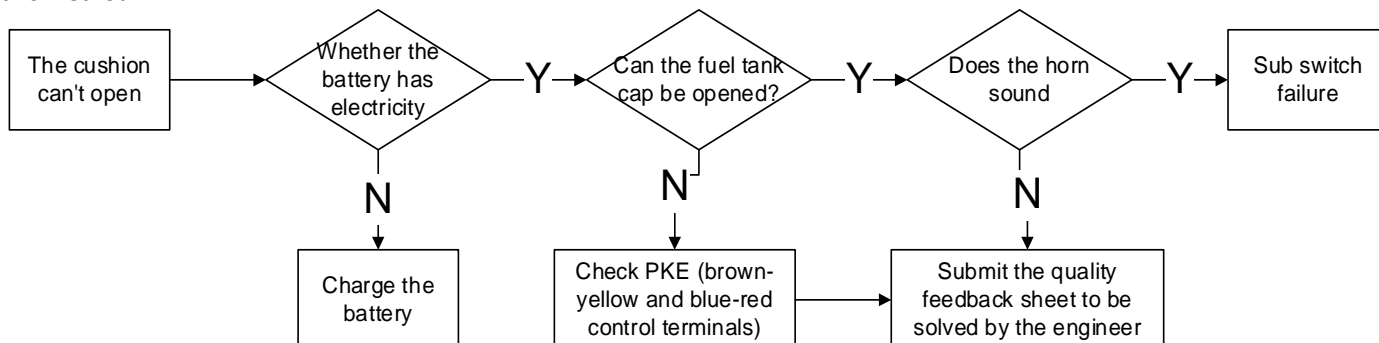 The cushion
can't open
Whether the
battery has
electricity
Y
Can the fuel tank
cap be opened?
Y
Does the horn
sound
Y
Sub switch
failure
N
N
N
Charge the
battery
Check PKE (brown-
yellow and blue-red
control terminals)
Submit the quality
feedback sheet to be
solved by the engineer